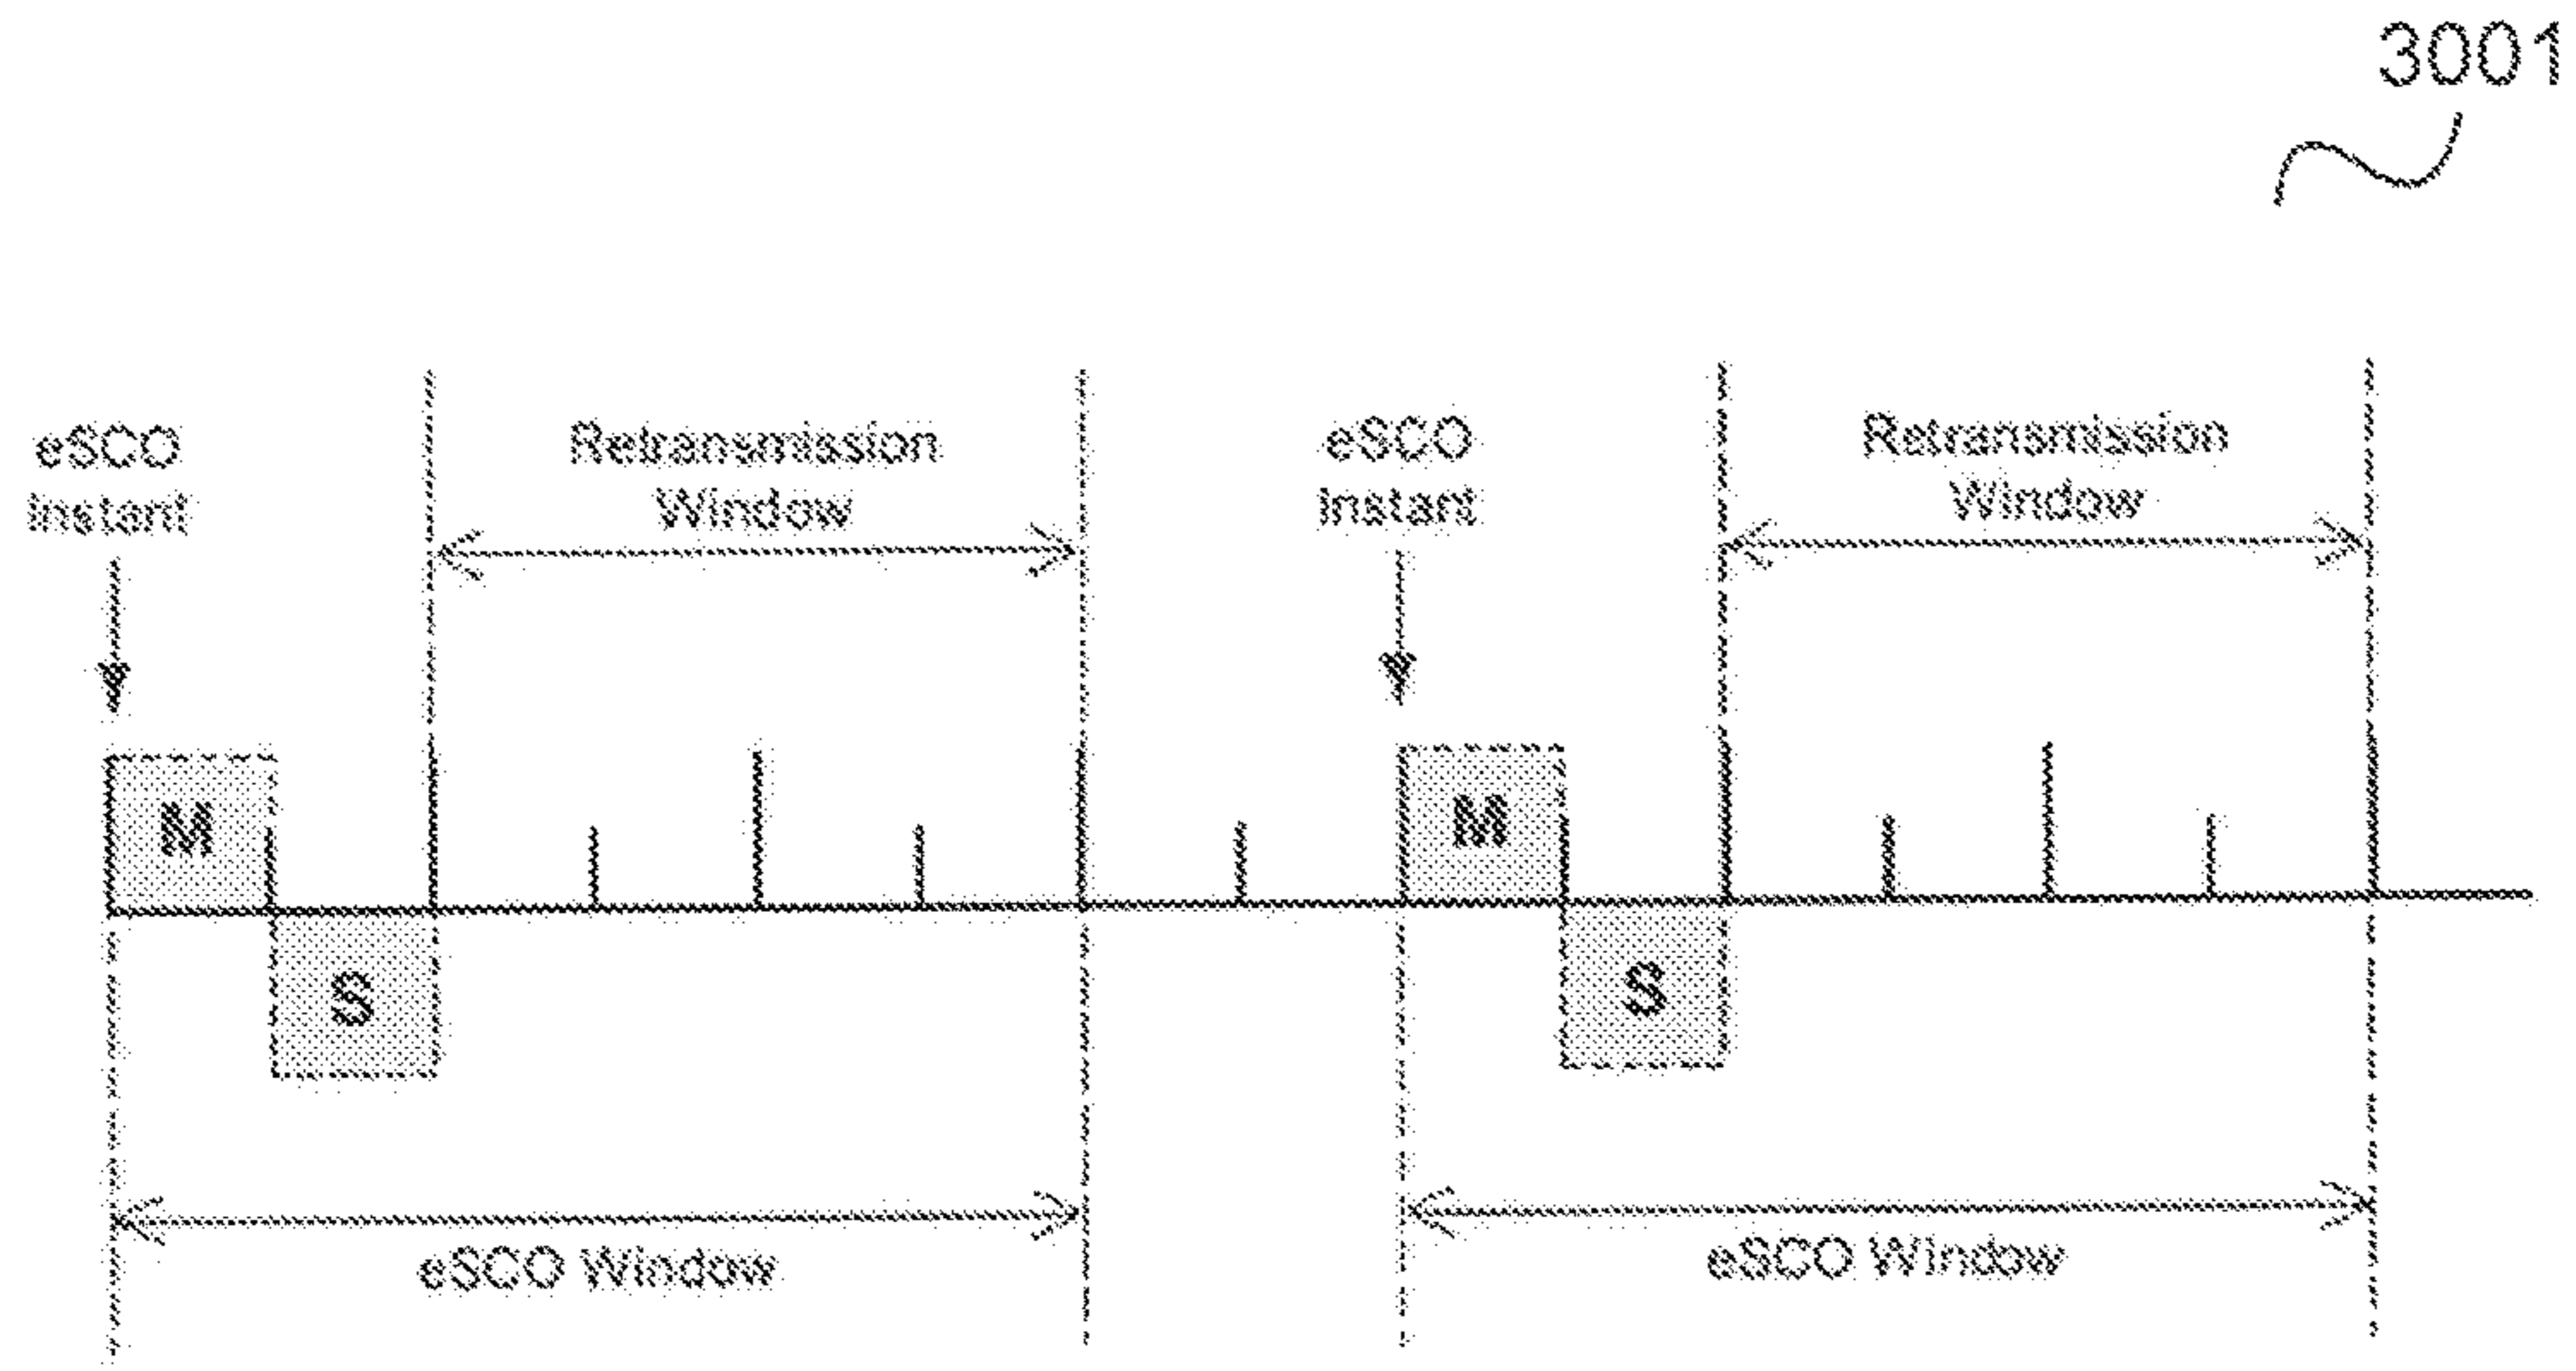 3001
eSCO
Instant
Retransmission
Window
eSCO
Instant
Retransmission
Window
M
S
M
S
eSCO Window
eSCO Window